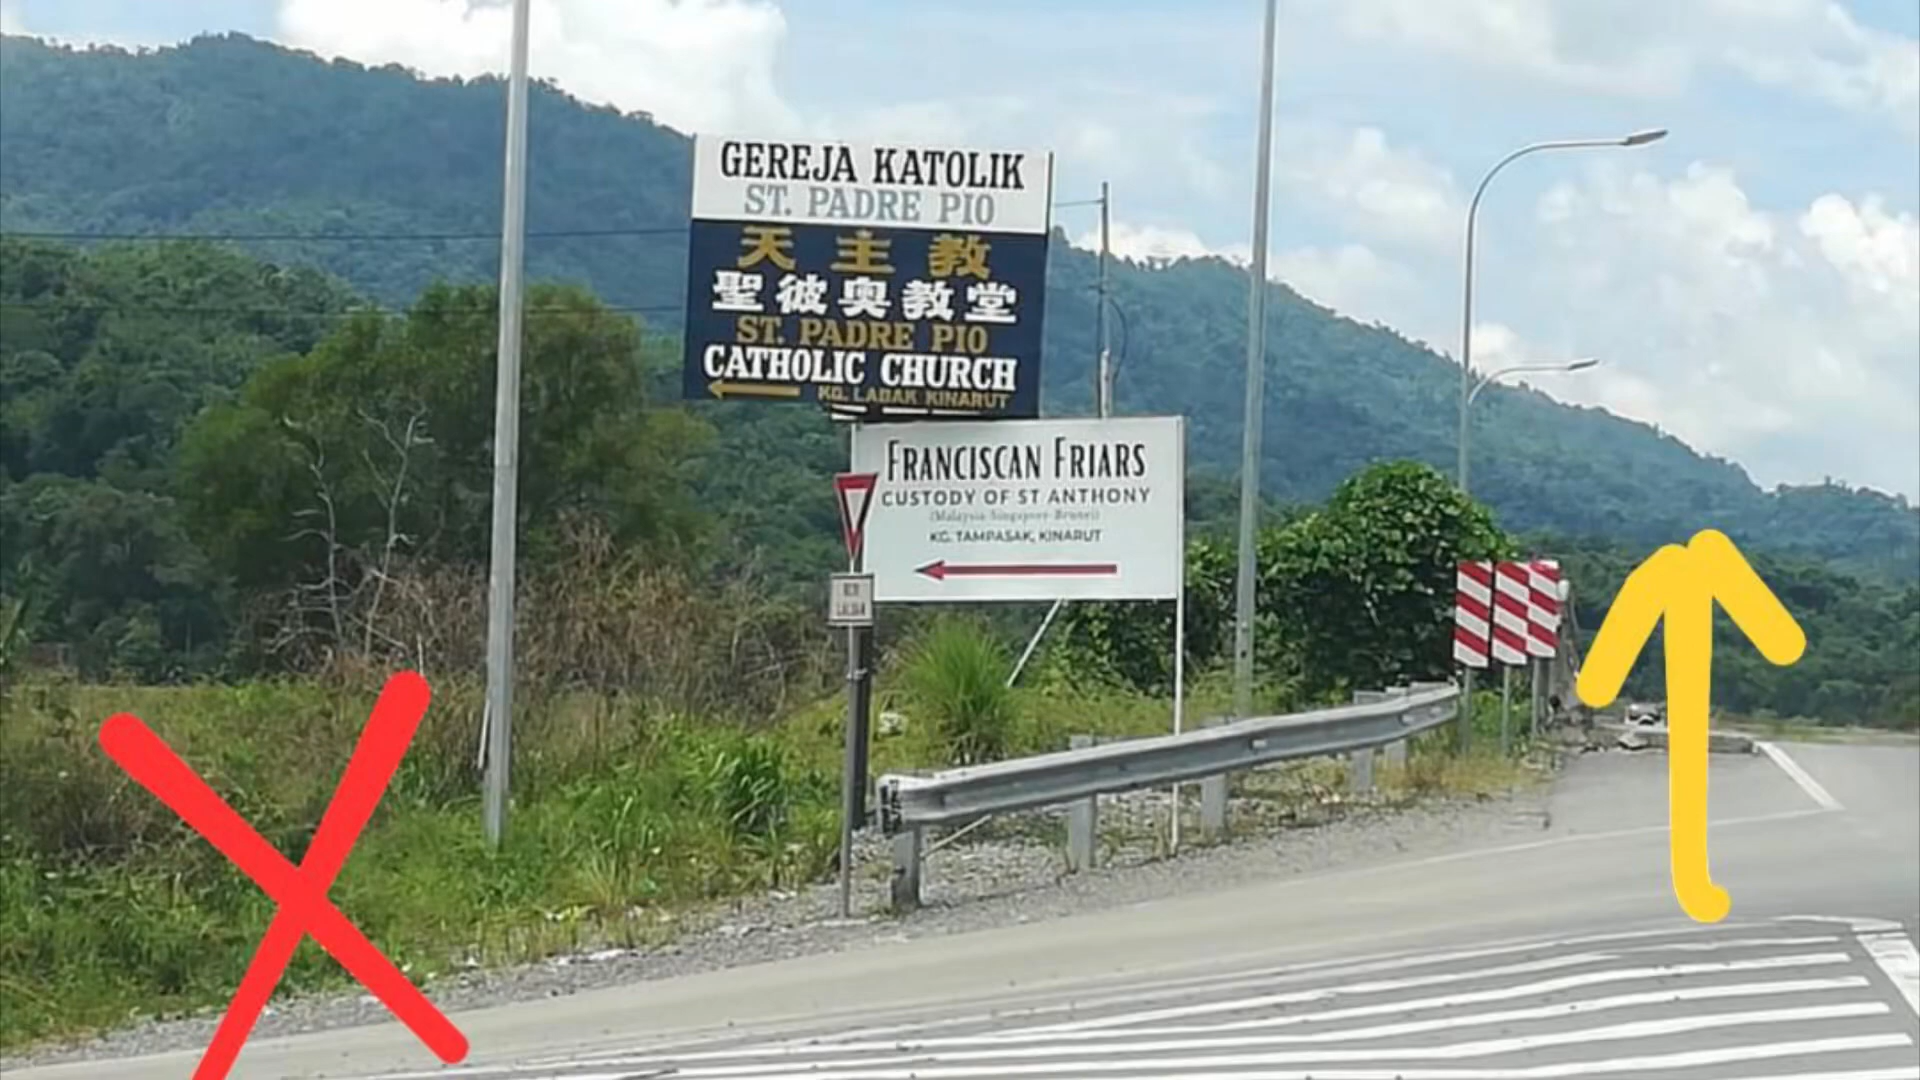 GEREJA KATOLIK
ST. PADRE PIO
天主教
聖彼奥教堂
ST. PADRE PIO
CATHOLIC CHURCH
KG. LABAK KINARUT
FRANCISCAN FRIARS
CUSTODY OF ST ANTHONY
(Malaysia-Singapore-Brunei)
KG. TAMPASAK, KINARUT